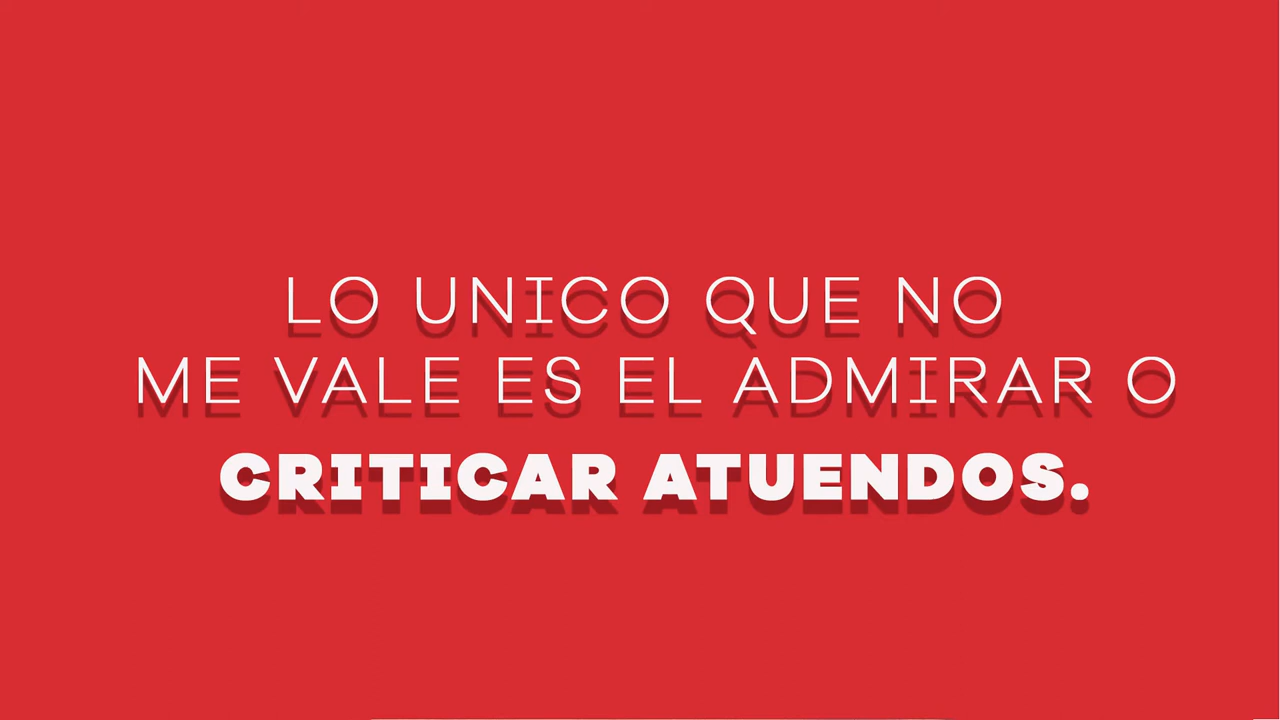 LO UNICO QUE NO
ME VALE ES EL ADMIRAR O
CRITICAR ATUENDOS.